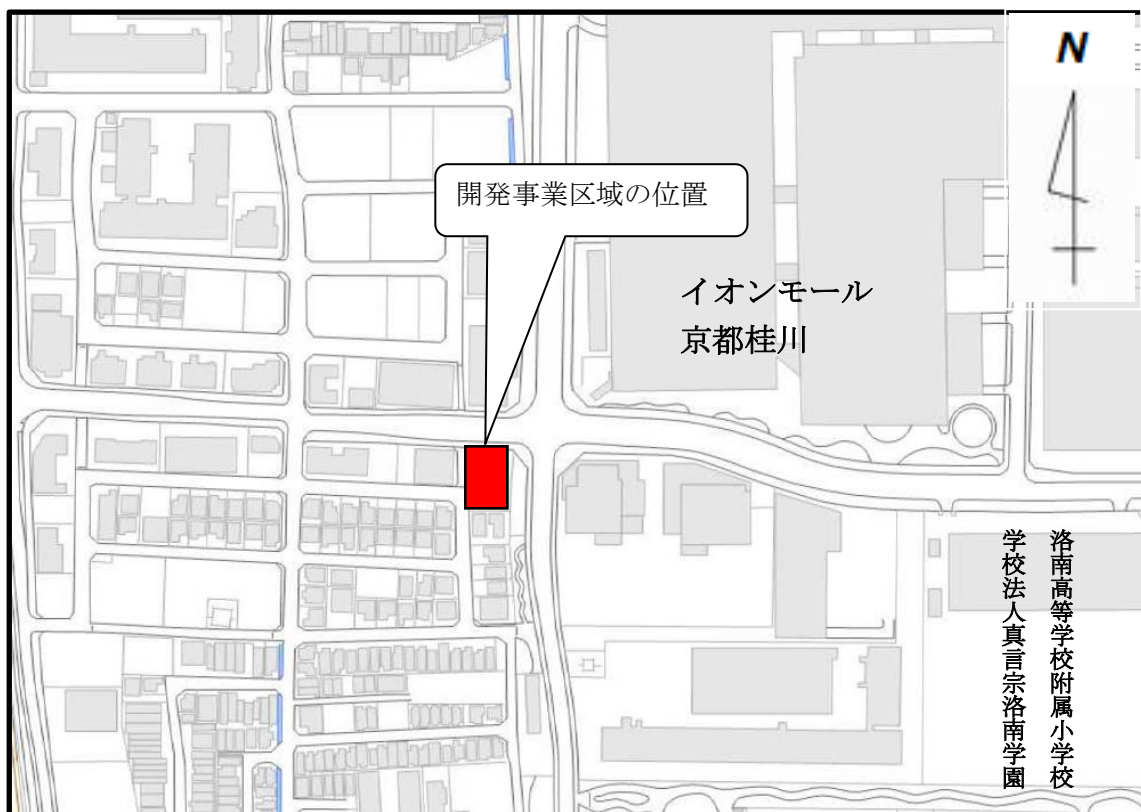 N
開発事業区域の位置
イオンモール
京都桂川
洛南高等学校附属小学校
学校法人真言宗洛南学園